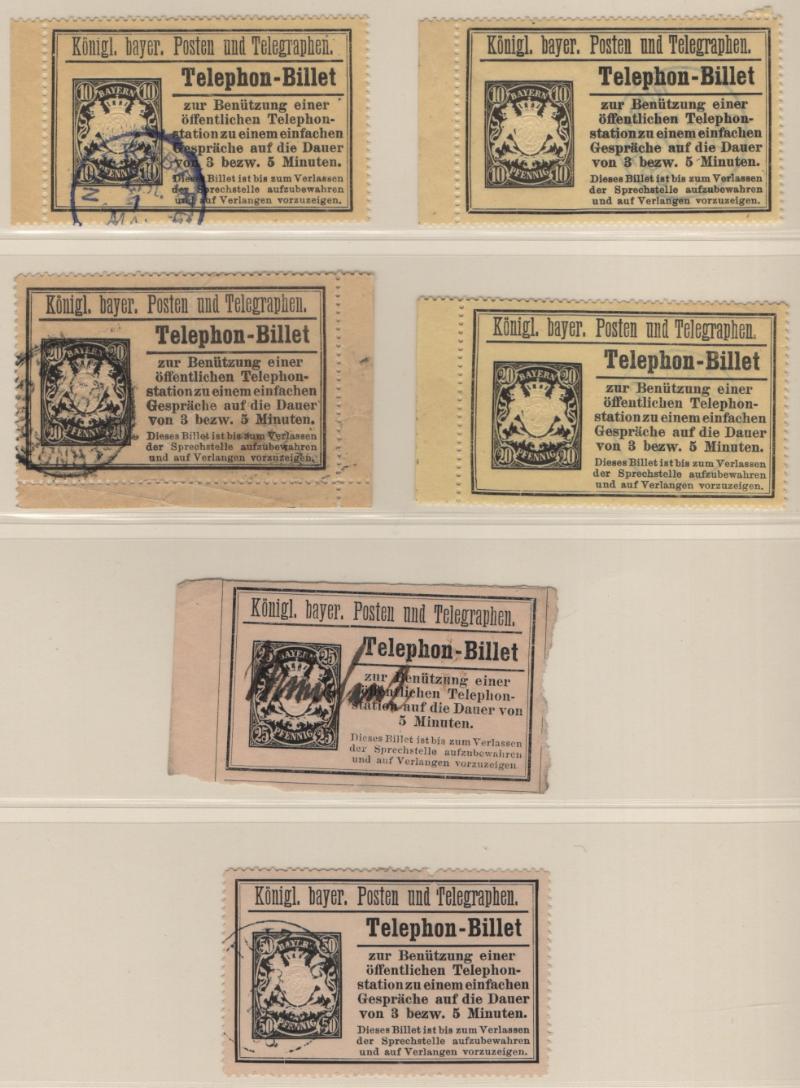 Königl. bayer. Posten und Telegraphen.
10 BAYERN 10
10 PFENNIG 10
Telephon-Billet
zur Benützung einer
öffentlichen Telephon-
station zu einem einfachen
Gespräche auf die Dauer
von 3 bezw. 5 Minuten.
Dieses Billet ist bis zum Verlassen
der Sprechstelle aufzubewahren
und auf Verlangen vorzuzeigen.
Königl. bayer. Posten und Telegraphen.
10 BAYERN 10
10 PFENNIG 10
Telephon-Billet
zur Benützung einer
öffentlichen Telephon-
station zu einem einfachen
Gespräche auf die Dauer
von 3 bezw. 5 Minuten.
Dieses Billet ist bis zum Verlassen
der Sprechstelle aufzubewahren
und auf Verlangen vorzuzeigen.
Königl. bayer. Posten und Telegraphen.
20 BAYERN 20
20 PFENNIG 20
Telephon-Billet
zur Benützung einer
öffentlichen Telephon-
station zu einem einfachen
Gespräche auf die Dauer
von 3 bezw. 5 Minuten.
Dieses Billet ist bis zum Verlassen
der Sprechstelle aufzubewahren
und auf Verlangen vorzuzeigen.
Königl. bayer. Posten und Telegraphen.
20 BAYERN 20
20 PFENNIG 20
Telephon-Billet
zur Benützung einer
öffentlichen Telephon-
station zu einem einfachen
Gespräche auf die Dauer
von 3 bezw. 5 Minuten.
Dieses Billet ist bis zum Verlassen
der Sprechstelle aufzubewahren
und auf Verlangen vorzuzeigen.
Königl. bayer. Posten und Telegraphen.
25 BAYERN 25
25 PFENNIG 25
Telephon-Billet
zur Benützung einer
öffentlichen Telephon-
station auf die Dauer von
5 Minuten.
Dieses Billet ist bis zum Verlassen
der Sprechstelle aufzubewahren
und auf Verlangen vorzuzeigen.
Königl. bayer. Posten und Telegraphen.
50 BAYERN 50
50 PFENNIG 50
Telephon-Billet
zur Benützung einer
öffentlichen Telephon-
station zu einem einfachen
Gespräche auf die Dauer
von 3 bezw. 5 Minuten.
Dieses Billet ist bis zum Verlassen
der Sprechstelle aufzubewahren
und auf Verlangen vorzuzeigen.